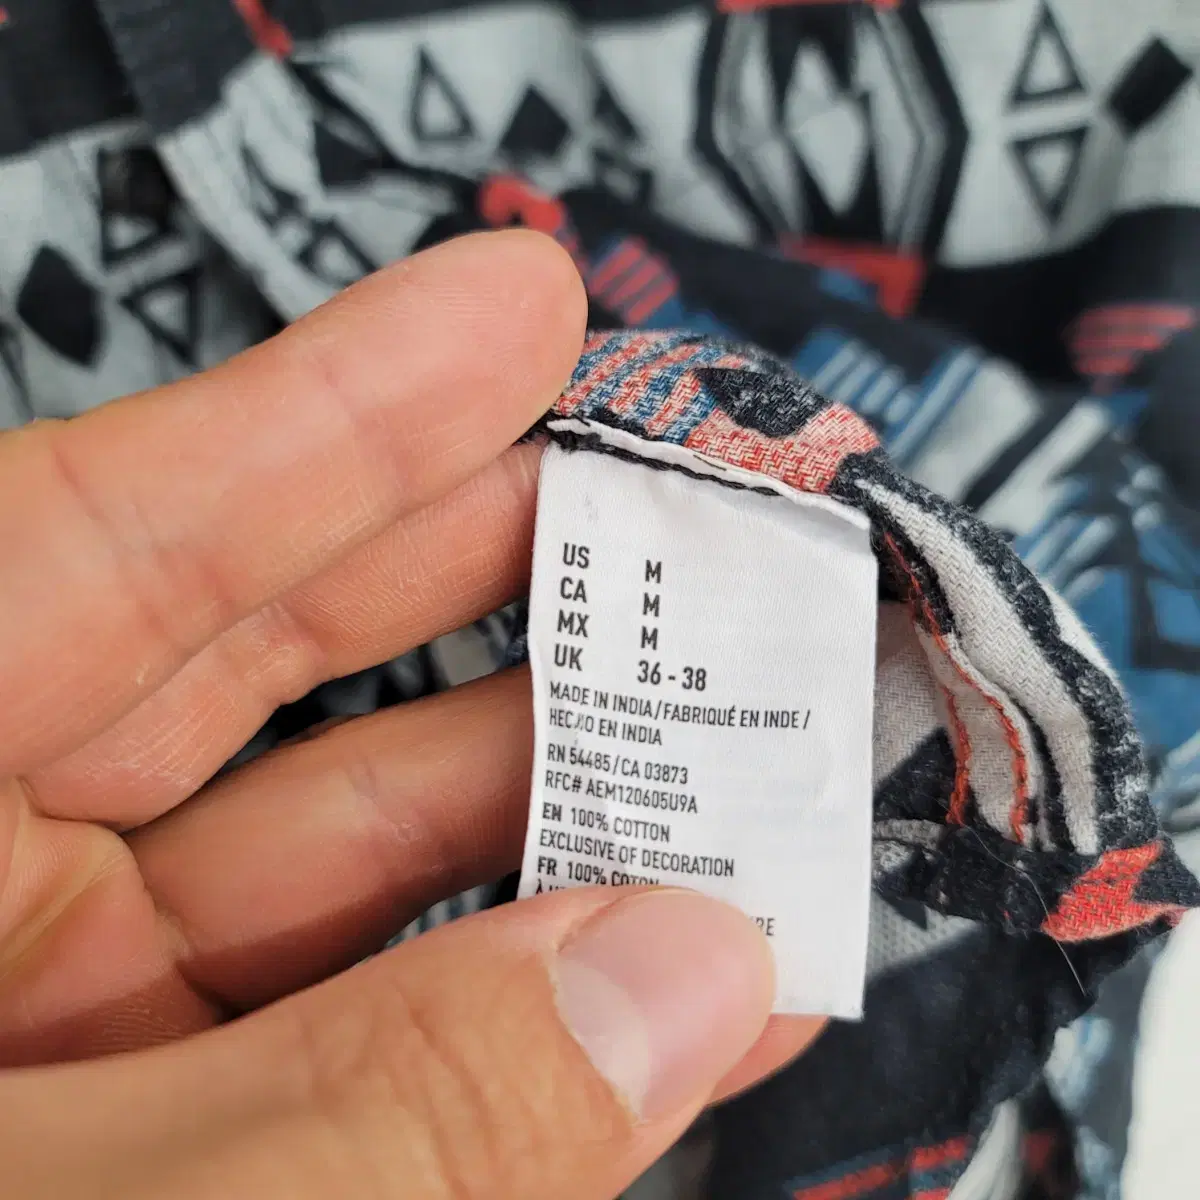 US M
CA M
MX M
UK 36 - 38
MADE IN INDIA/FABRIQUÉ EN INDE/
HECHO EN INDIA
RN 54485/CA 03873
RFC# AEM120605U9A
EN 100% COTTON
EXCLUSIVE OF DECORATION
FR 100% COTON
À